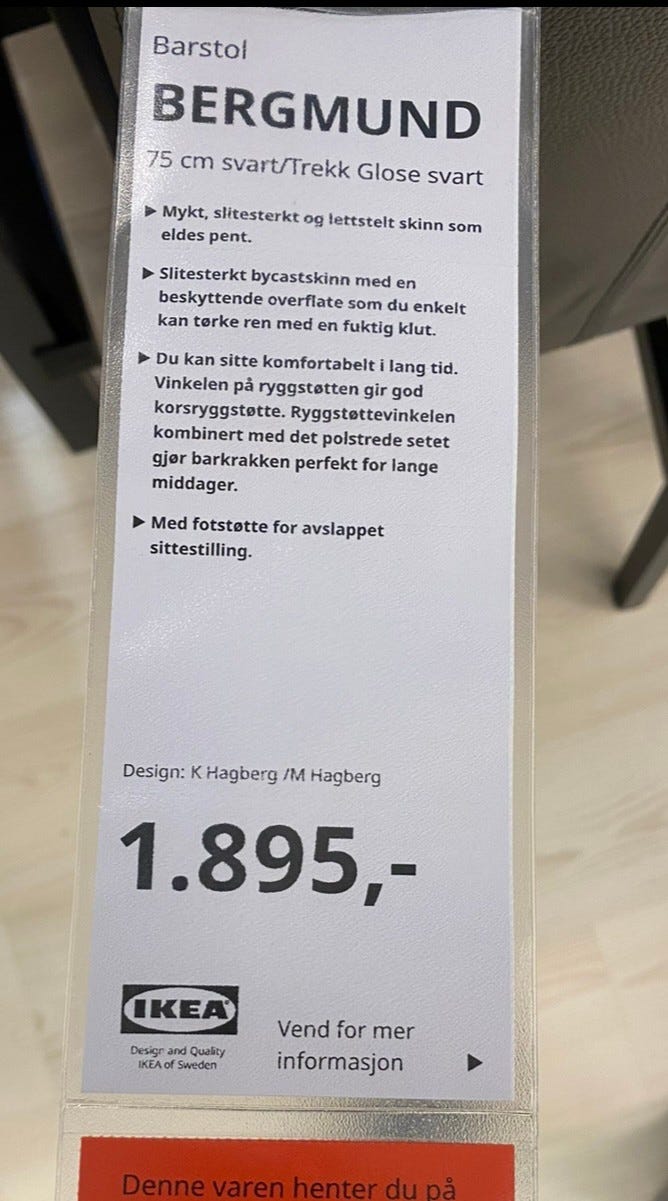 Barstol
BERGMUND
75 cm svart/Trekk Glose svart
▶ Mykt, slitesterkt og lettstelt skinn som
eldes pent.
▶ Slitesterkt bycastskinn med en
beskyttende overflate som du enkelt
kan tørke ren med en fuktig klut.
▶ Du kan sitte komfortabelt i lang tid.
Vinkelen på ryggstøtten gir god
korsryggstøtte. Ryggstøttevinkelen
kombinert med det polstrede setet
gjør barkrakken perfekt for lange
middager.
▶ Med fotstøtte for avslappet
sittestilling.
Design: K Hagberg /M Hagberg
1.895,-
IKEA®
Design and Quality
IKEA of Sweden
Vend for mer
informasjon ▶
Denne varen henter du på